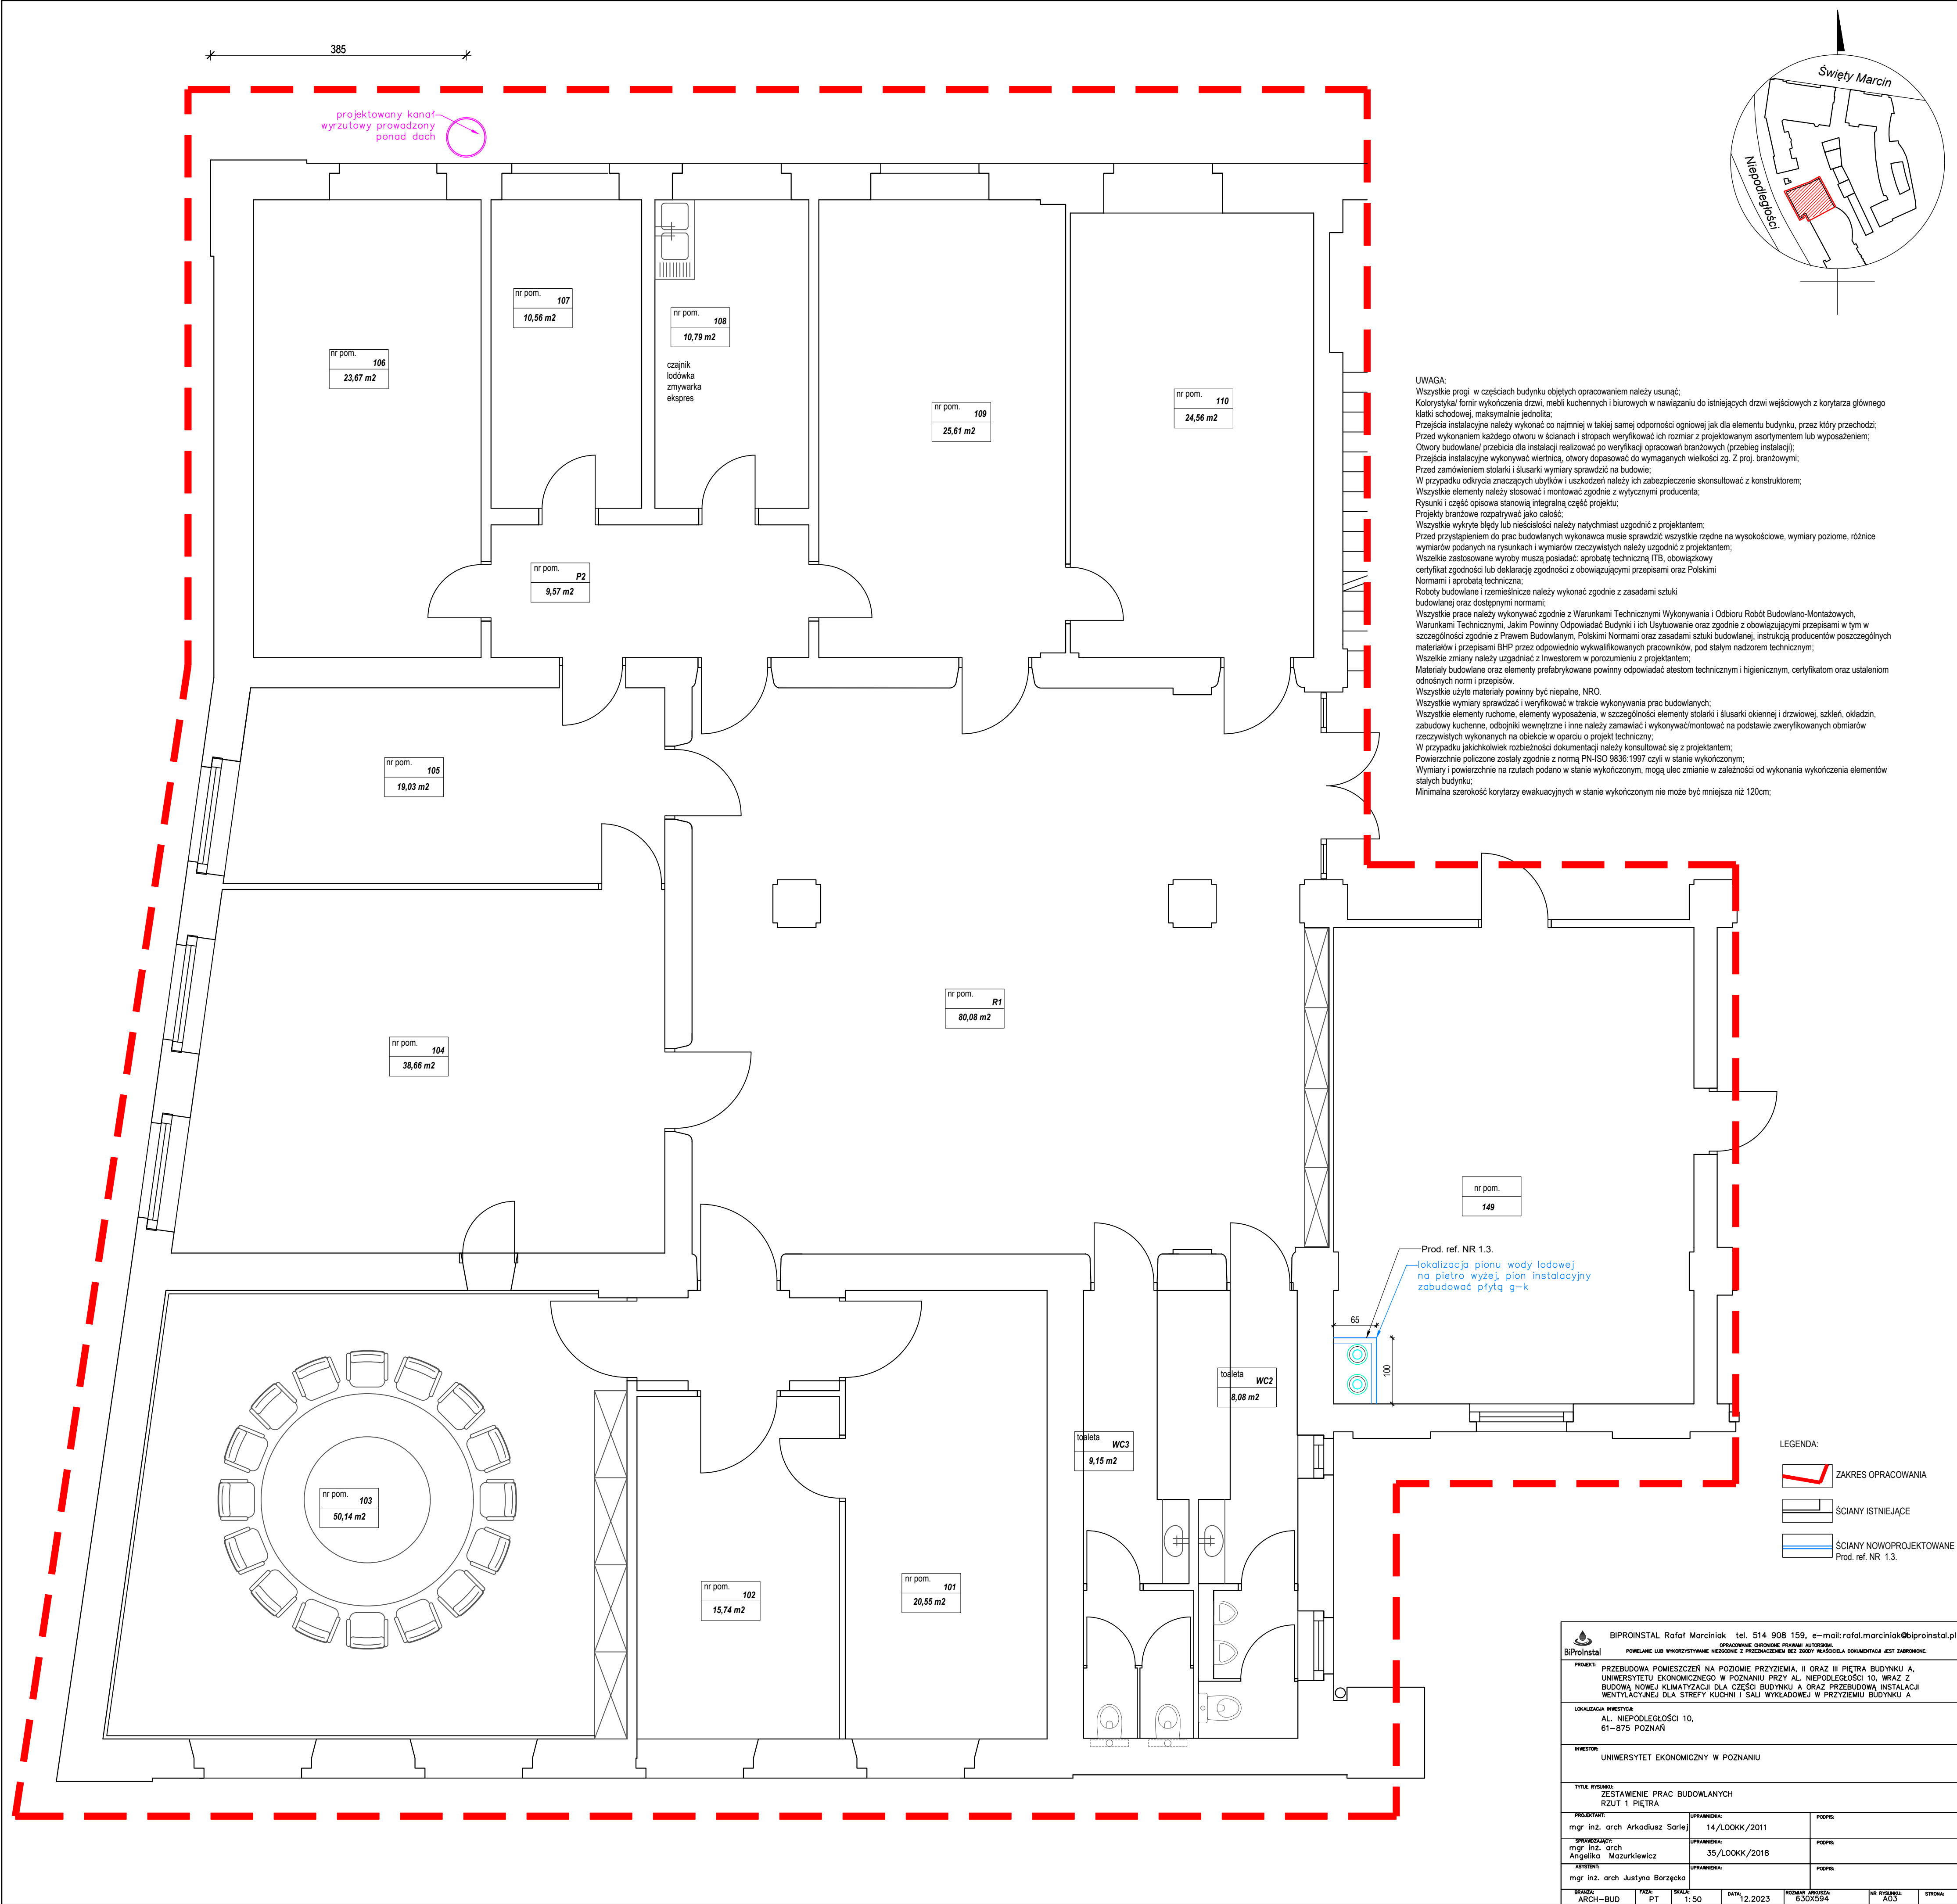 385
projektowany kanał
wyrzutowy prowadzony
ponad dach
Święty Marcin
Niepodległości
nr pom.
106
23,67 m2
nr pom.
107
10,56 m2
nr pom.
108
10,79 m2
czajnik
lodówka
zmywarka
ekspres
nr pom.
109
25,61 m2
nr pom.
110
24,56 m2
nr pom.
P2
9,57 m2
nr pom.
105
19,03 m2
nr pom.
104
38,66 m2
nr pom.
R1
80,08 m2
nr pom.
149
Prod. ref. NR 1.3.
lokalizacja pionu wody lodowej
na pietro wyżej, pion instalacyjny
zabudować płytą g-k
65
100
toaleta
WC2
8,08 m2
toaleta
WC3
9,15 m2
nr pom.
103
50,14 m2
nr pom.
102
15,74 m2
nr pom.
101
20,55 m2
UWAGA:
Wszystkie progi w częściach budynku objętych opracowaniem należy usunąć;
Kolorystyka/ fornir wykończenia drzwi, mebli kuchennych i biurowych w nawiązaniu do istniejących drzwi wejściowych z korytarza głównego
klatki schodowej, maksymalnie jednolita;
Przejścia instalacyjne należy wykonać co najmniej w takiej samej odporności ogniowej jak dla elementu budynku, przez który przechodzi;
Przed wykonaniem każdego otworu w ścianach i stropach weryfikować ich rozmiar z projektowanym asortymentem lub wyposażeniem;
Otwory budowlane/ przebicia dla instalacji realizować po weryfikacji opracowań branżowych (przebieg instalacji);
Przejścia instalacyjne wykonywać wiertnicą, otwory dopasować do wymaganych wielkości zg. Z proj. branżowymi;
Przed zamówieniem stolarki i ślusarki wymiary sprawdzić na budowie;
W przypadku odkrycia znaczących ubytków i uszkodzeń należy ich zabezpieczenie skonsultować z konstruktorem;
Wszystkie elementy należy stosować i montować zgodnie z wytycznymi producenta;
Rysunki i część opisowa stanowią integralną część projektu;
Projekty branżowe rozpatrywać jako całość;
Wszystkie wykryte błędy lub nieścisłości należy natychmiast uzgodnić z projektantem;
Przed przystąpieniem do prac budowlanych wykonawca musie sprawdzić wszystkie rzędne na wysokościowe, wymiary poziome, różnice
wymiarów podanych na rysunkach i wymiarów rzeczywistych należy uzgodnić z projektantem;
Wszelkie zastosowane wyroby muszą posiadać: aprobatę techniczną ITB, obowiązkowy
certyfikat zgodności lub deklarację zgodności z obowiązującymi przepisami oraz Polskimi
Normami i aprobatą techniczna;
Roboty budowlane i rzemieślnicze należy wykonać zgodnie z zasadami sztuki
budowlanej oraz dostępnymi normami;
Wszystkie prace należy wykonywać zgodnie z Warunkami Technicznymi Wykonywania i Odbioru Robót Budowlano-Montażowych,
Warunkami Technicznymi, Jakim Powinny Odpowiadać Budynki i ich Usytuowanie oraz zgodnie z obowiązującymi przepisami w tym w
szczególności zgodnie z Prawem Budowlanym, Polskimi Normami oraz zasadami sztuki budowlanej, instrukcją producentów poszczególnych
materiałów i przepisami BHP przez odpowiednio wykwalifikowanych pracowników, pod stałym nadzorem technicznym;
Wszelkie zmiany należy uzgadniać z Inwestorem w porozumieniu z projektantem;
Materiały budowlane oraz elementy prefabrykowane powinny odpowiadać atestom technicznym i higienicznym, certyfikatom oraz ustaleniom
odnośnych norm i przepisów.
Wszystkie użyte materiały powinny być niepalne, NRO.
Wszystkie wymiary sprawdzać i weryfikować w trakcie wykonywania prac budowlanych;
Wszystkie elementy ruchome, elementy wyposażenia, w szczególności elementy stolarki i ślusarki okiennej i drzwiowej, szkleń, okładzin,
zabudowy kuchenne, odbojniki wewnętrzne i inne należy zamawiać i wykonywać/montować na podstawie zweryfikowanych obmiarów
rzeczywistych wykonanych na obiekcie w oparciu o projekt techniczny;
W przypadku jakichkolwiek rozbieżności dokumentacji należy konsultować się z projektantem;
Powierzchnie policzone zostały zgodnie z normą PN-ISO 9836:1997 czyli w stanie wykończonym;
Wymiary i powierzchnie na rzutach podano w stanie wykończonym, mogą ulec zmianie w zależności od wykonania wykończenia elementów
stałych budynku;
Minimalna szerokość korytarzy ewakuacyjnych w stanie wykończonym nie może być mniejsza niż 120cm;
LEGENDA:
ZAKRES OPRACOWANIA
ŚCIANY ISTNIEJĄCE
ŚCIANY NOWOPROJEKTOWANE
Prod. ref. NR 1.3.
BiProInstal
BIPROINSTAL Rafał Marciniak tel. 514 908 159, e-mail: rafal.marciniak@biproinstal.pl
OPRACOWANIE CHRONIONE PRAWAMI AUTORSKIMI.
POWIELANIE LUB WYKORZYSTYWANIE NIEZGODNIE Z PRZEZNACZENIEM BEZ ZGODY WŁAŚCICIELA DOKUMENTACJI JEST ZABRONIONE.
PROJEKT:
PRZEBUDOWA POMIESZCZEŃ NA POZIOMIE PRZYZIEMIA, II ORAZ III PIĘTRA BUDYNKU A,
UNIWERSYTETU EKONOMICZNEGO W POZNANIU PRZY AL. NIEPODLEGŁOŚCI 10, WRAZ Z
BUDOWĄ NOWEJ KLIMATYZACJI DLA CZĘŚCI BUDYNKU A ORAZ PRZEBUDOWĄ INSTALACJI
WENTYLACYJNEJ DLA STREFY KUCHNI I SALI WYKŁADOWEJ W PRZYZIEMIU BUDYNKU A
LOKALIZACJA INWESTYCJI:
AL. NIEPODLEGŁOŚCI 10,
61-875 POZNAŃ
INWESTOR:
UNIWERSYTET EKONOMICZNY W POZNANIU
TYTUŁ RYSUNKU:
ZESTAWIENIE PRAC BUDOWLANYCH
RZUT 1 PIĘTRA
PROJEKTANT: UPRAWNIENIA: PODPIS:
mgr inż. arch Arkadiusz Sarlej 14/LOOKK/2011
SPRAWDZAJĄCY: UPRAWNIENIA: PODPIS:
mgr inż. arch
Angelika Mazurkiewicz 35/LOOKK/2018
ASYSTENT: UPRAWNIENIA: PODPIS:
mgr inż. arch Justyna Borzęcka
BRANŻA: FAZA: SKALA: DATA: ROZMIAR ARKUSZA: NR RYSUNKU: STRONA:
ARCH-BUD PT 1:50 12.2023 630X594 A03